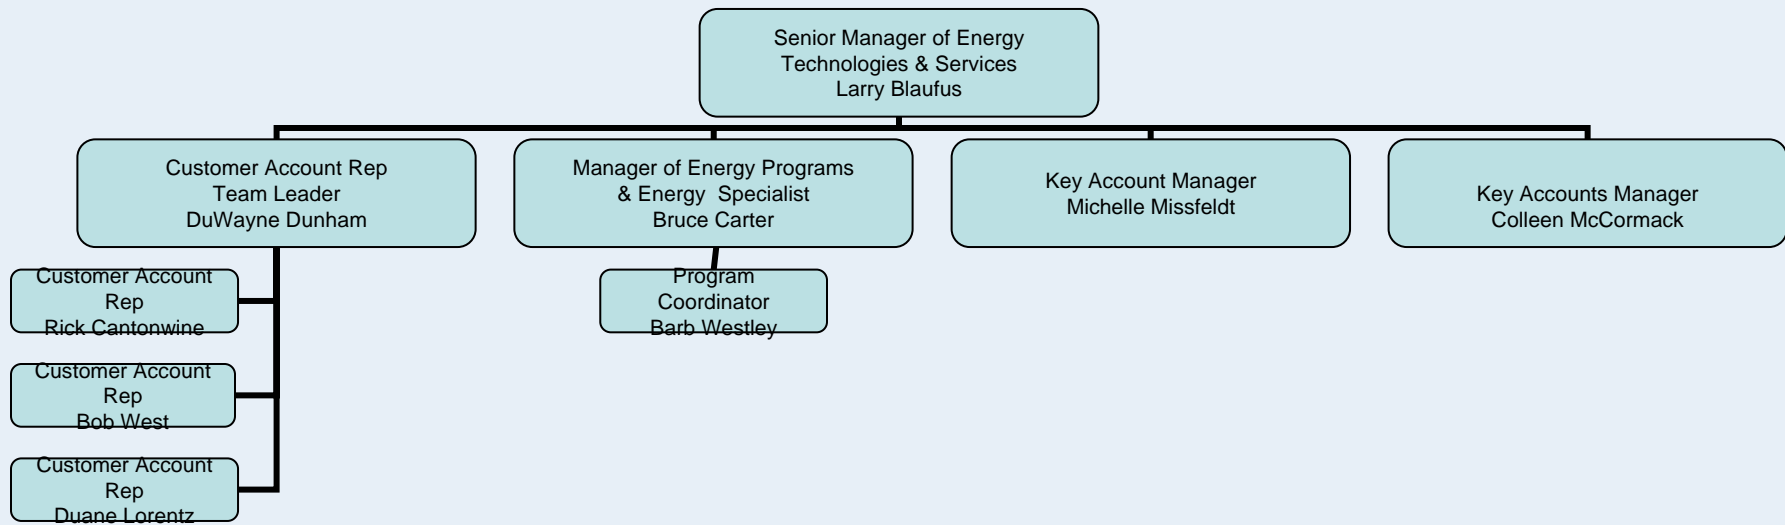 Senior Manager of Energy
Technologies & Services
Larry Blaufus
Customer Account Rep
Team Leader
DuWayne Dunham
Manager of Energy Programs
& Energy Specialist
Bruce Carter
Key Account Manager
Michelle Missfeldt
Key Accounts Manager
Colleen McCormack
Customer Account
Rep
Rick Cantonwine
Program
Coordinator
Barb Westley
Customer Account
Rep
Bob West
Customer Account
Rep
Duane Lorentz